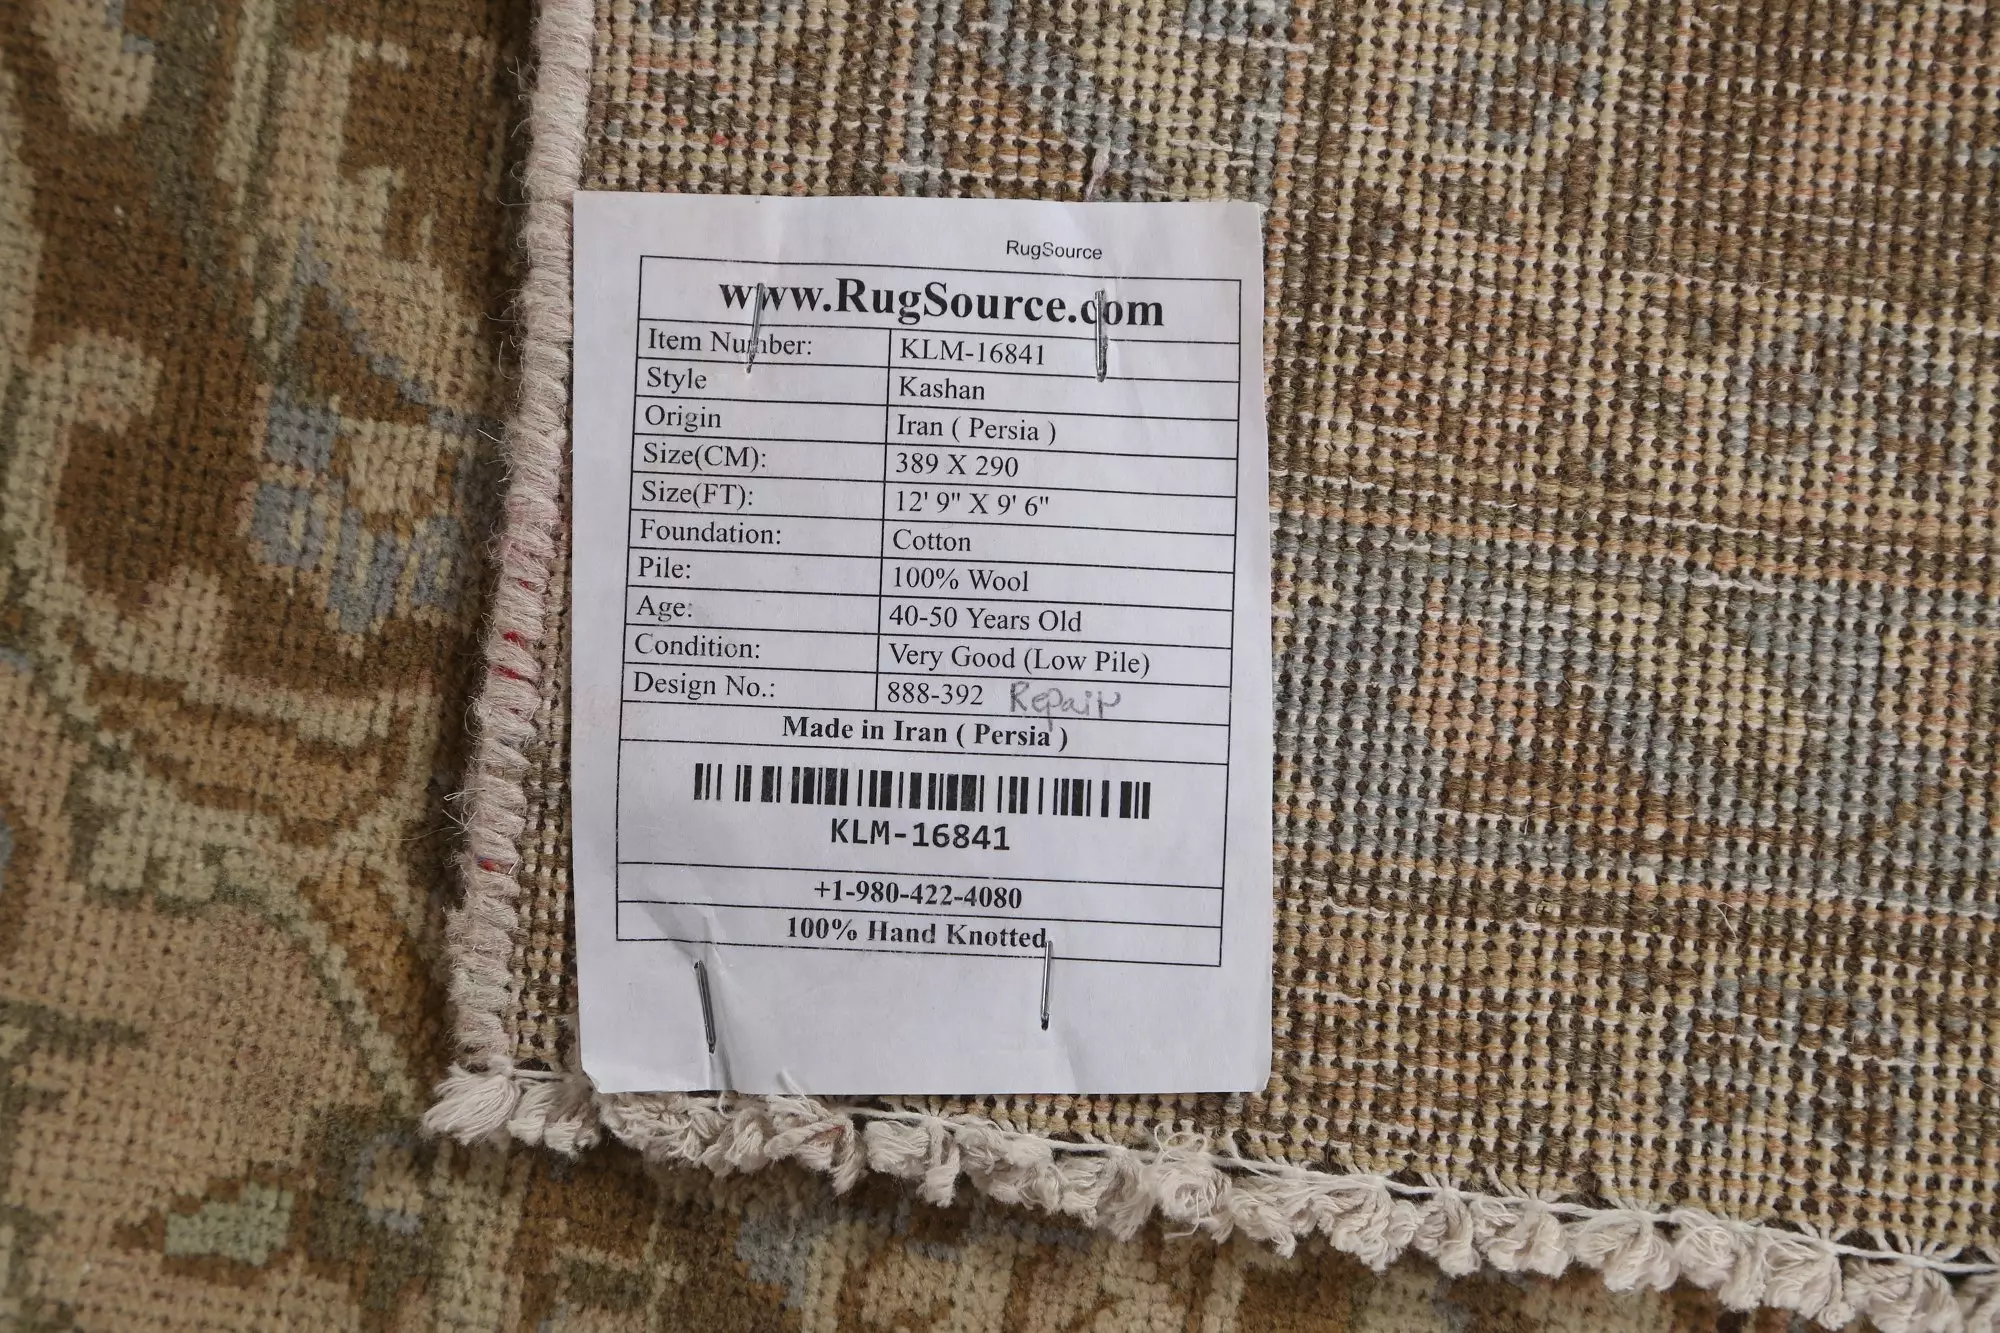 RugSource
www.RugSource.com
Item Number: KLM-16841
Style Kashan
Origin Iran ( Persia )
Size(CM): 389 X 290
Size(FT): 12' 9" X 9' 6"
Foundation: Cotton
Pile: 100% Wool
Age: 40-50 Years Old
Condition: Very Good (Low Pile)
Design No.: 888-392 Repair
Made in Iran ( Persia )
KLM-16841
+1-980-422-4080
100% Hand Knotted